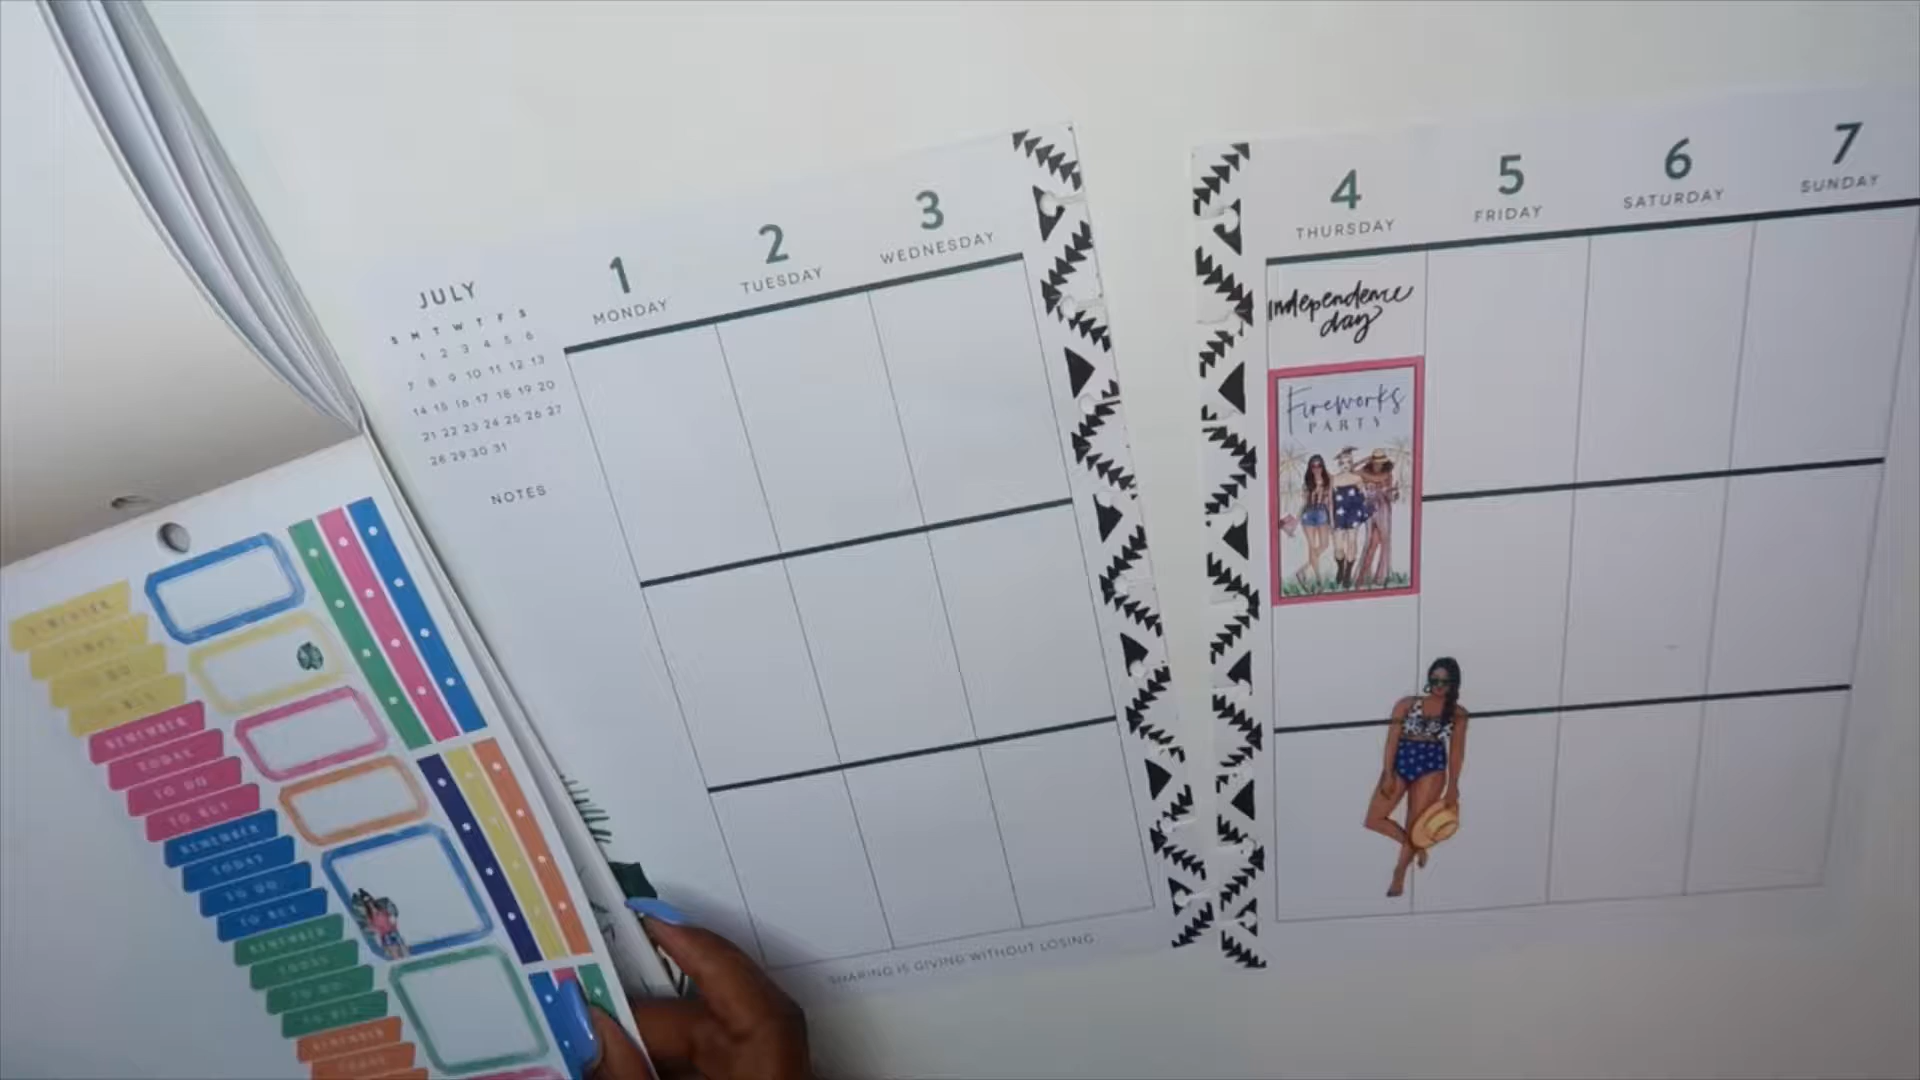 JULY
S M T W T F S
1 2 3 4 5 6
7 8 9 10 11 12 13
14 15 16 17 18 19 20
21 22 23 24 25 26 27
28 29 30 31
NOTES
1
MONDAY
2
TUESDAY
3
WEDNESDAY
SHARING IS GIVING WITHOUT LOSING.
4
THURSDAY
5
FRIDAY
6
SATURDAY
7
SUNDAY
Independence
day
Fireworks
PARTY
REMEMBER
TODAY
TO DO
TO BUY
REMEMBER
TODAY
TO DO
TO BUY
REMEMBER
TODAY
TO DO
TO BUY
REMEMBER
TODAY
TO DO
TO BUY
REMEMBER
TODAY